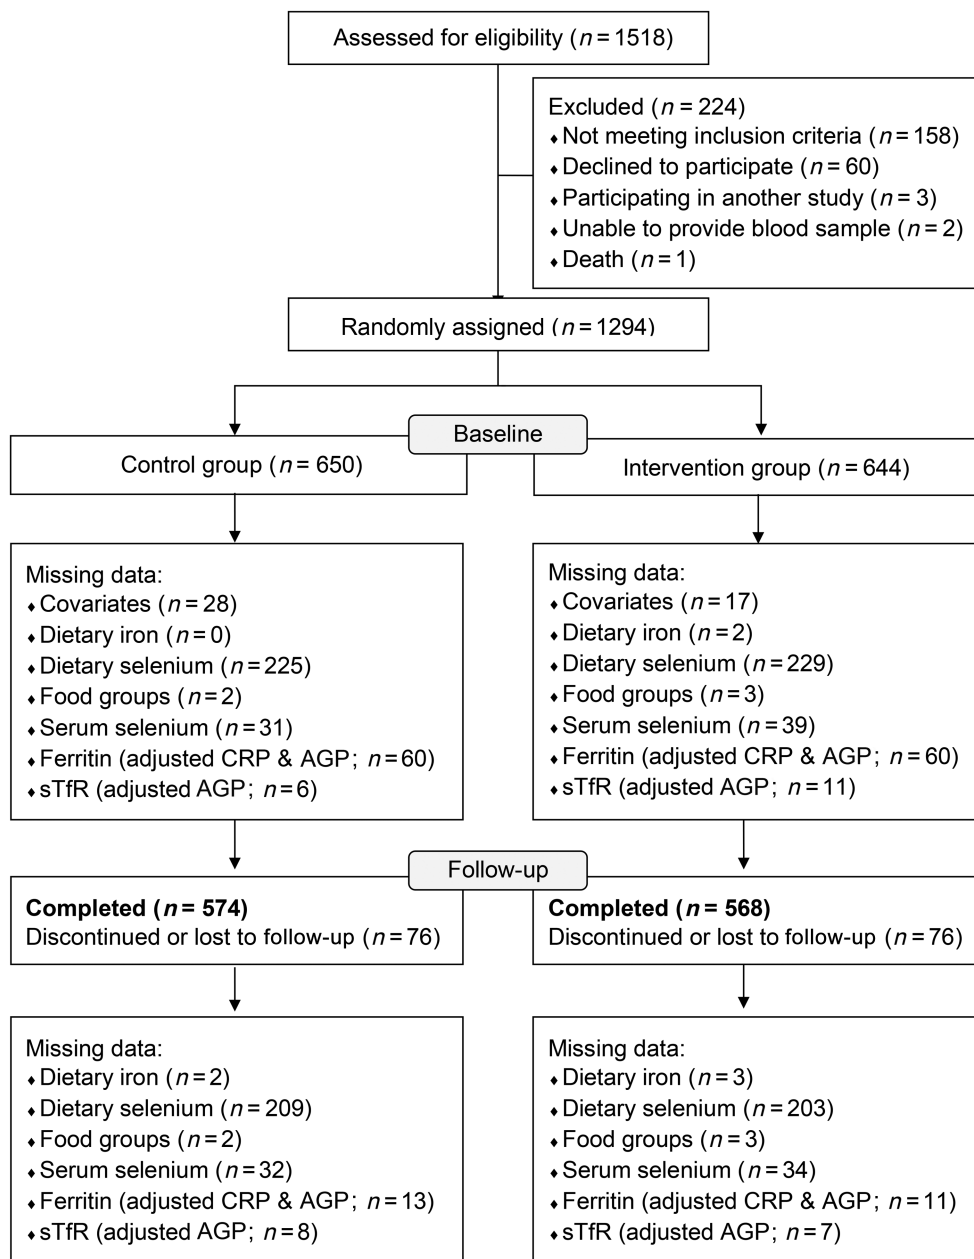 Assessed for eligibility (n = 1518)
Excluded (n = 224)
⬧Not meeting inclusion criteria (n = 158)
⬧Declined to participate (n = 60)
⬧Participating in another study (n = 3)
⬧Unable to provide blood sample (n = 2)
⬧Death (n = 1)
Randomly assigned (n = 1294)
Baseline
Control group (n = 650)
Intervention group (n = 644)
Missing data:
⬧Covariates (n = 28)
⬧Dietary iron (n = 0)
⬧Dietary selenium (n = 225)
⬧Food groups (n = 2)
⬧Serum selenium (n = 31)
⬧Ferritin (adjusted CRP & AGP; n = 60)
⬧sTfR (adjusted AGP; n = 6)
Missing data:
⬧Covariates (n = 17)
⬧Dietary iron (n = 2)
⬧Dietary selenium (n = 229)
⬧Food groups (n = 3)
⬧Serum selenium (n = 39)
⬧Ferritin (adjusted CRP & AGP; n = 60)
⬧sTfR (adjusted AGP; n = 11)
Follow-up
Completed (n = 574)
Discontinued or lost to follow-up (n = 76)
Completed (n = 568)
Discontinued or lost to follow-up (n = 76)
Missing data:
⬧Dietary iron (n = 2)
⬧Dietary selenium (n = 209)
⬧Food groups (n = 2)
⬧Serum selenium (n = 32)
⬧Ferritin (adjusted CRP & AGP; n = 13)
⬧sTfR (adjusted AGP; n = 8)
Missing data:
⬧Dietary iron (n = 3)
⬧Dietary selenium (n = 203)
⬧Food groups (n = 3)
⬧Serum selenium (n = 34)
⬧Ferritin (adjusted CRP & AGP; n = 11)
⬧sTfR (adjusted AGP; n = 7)